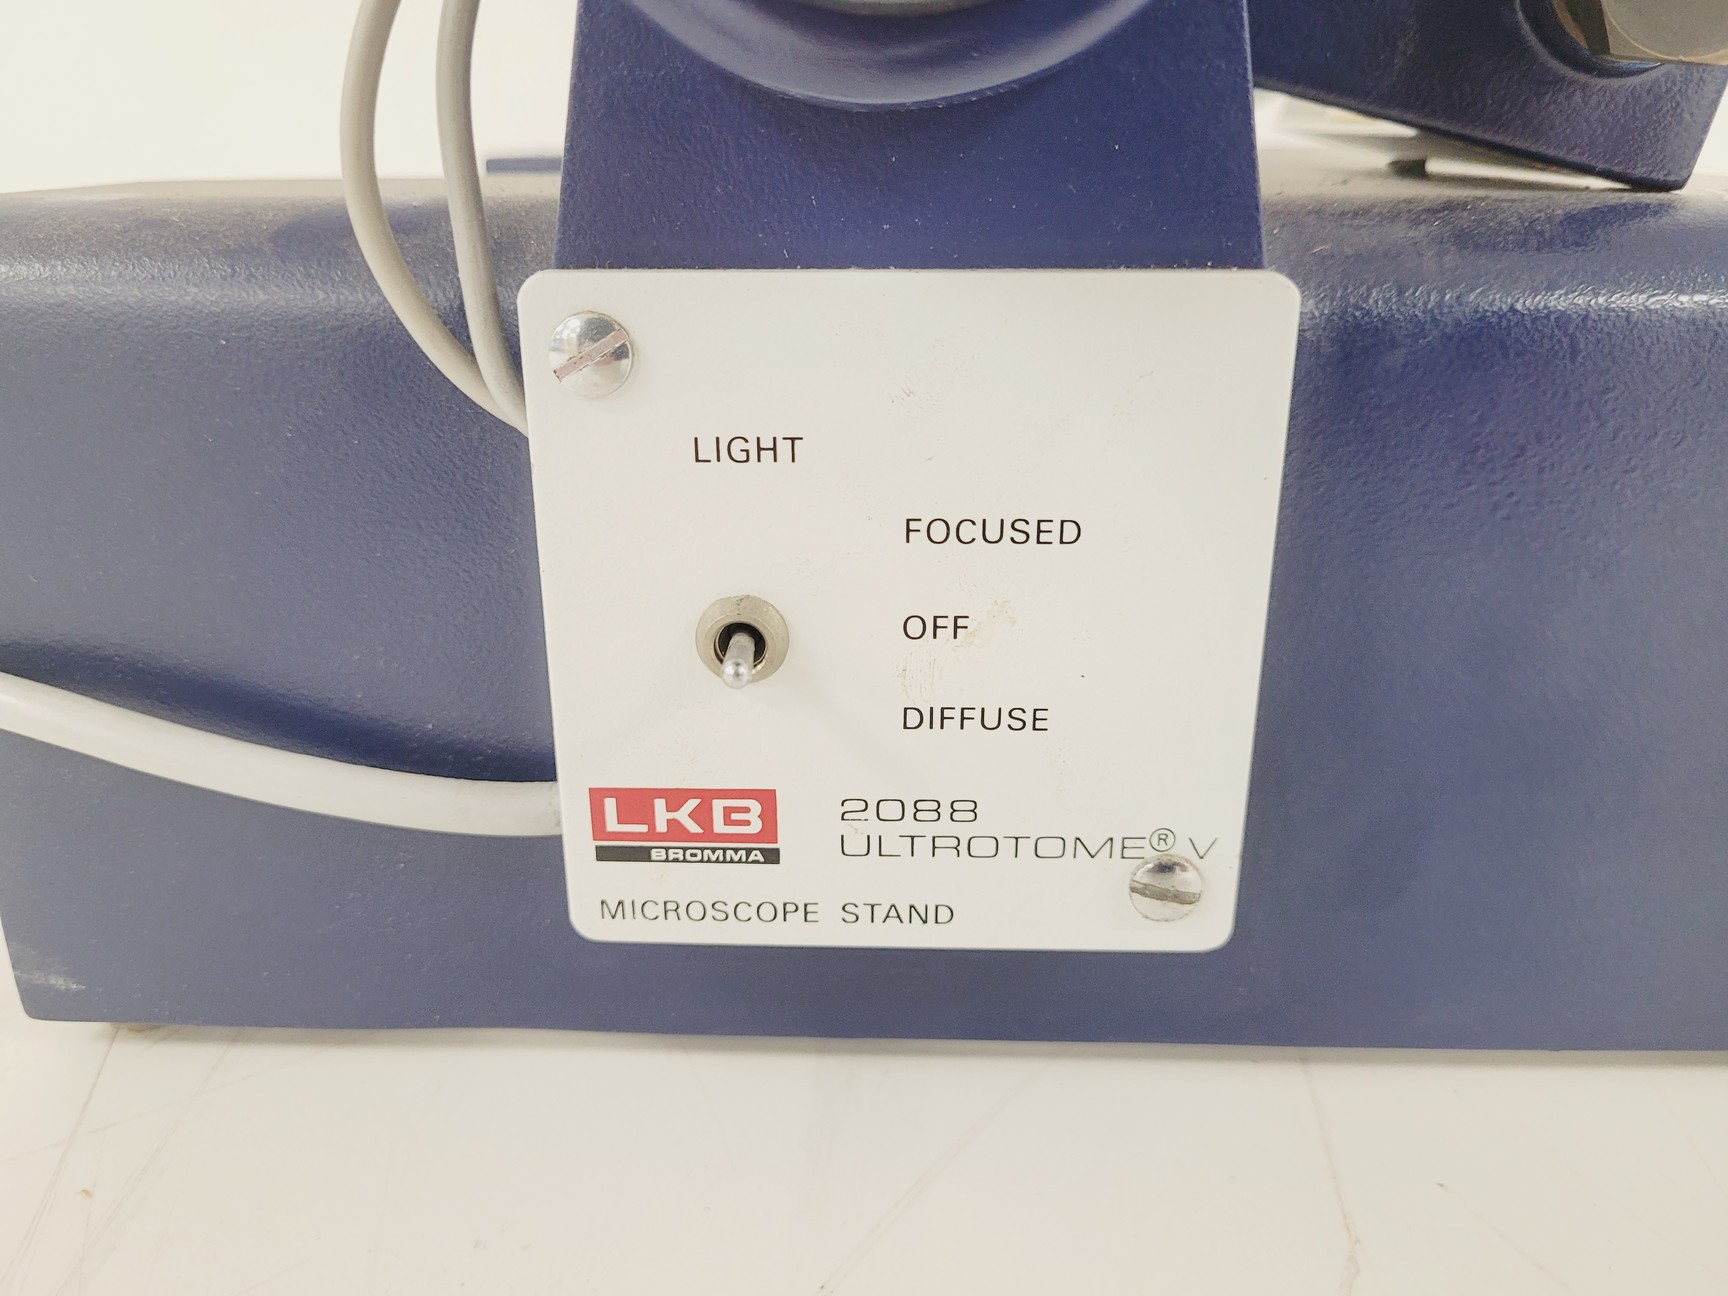 LIGHT
FOCUSED
OFF
DIFFUSE
LKB
BROMMA
2088
ULTROTOME® V
MICROSCOPE STAND